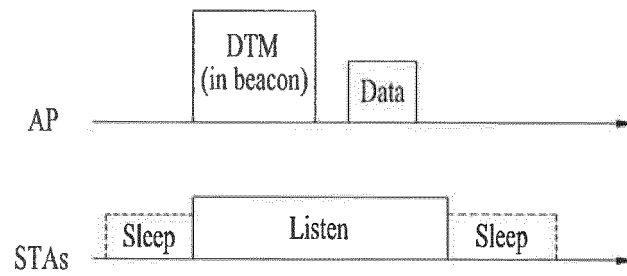 DTM
(in beacon)
Data
AP
Sleep
Listen
Sleep
STAs